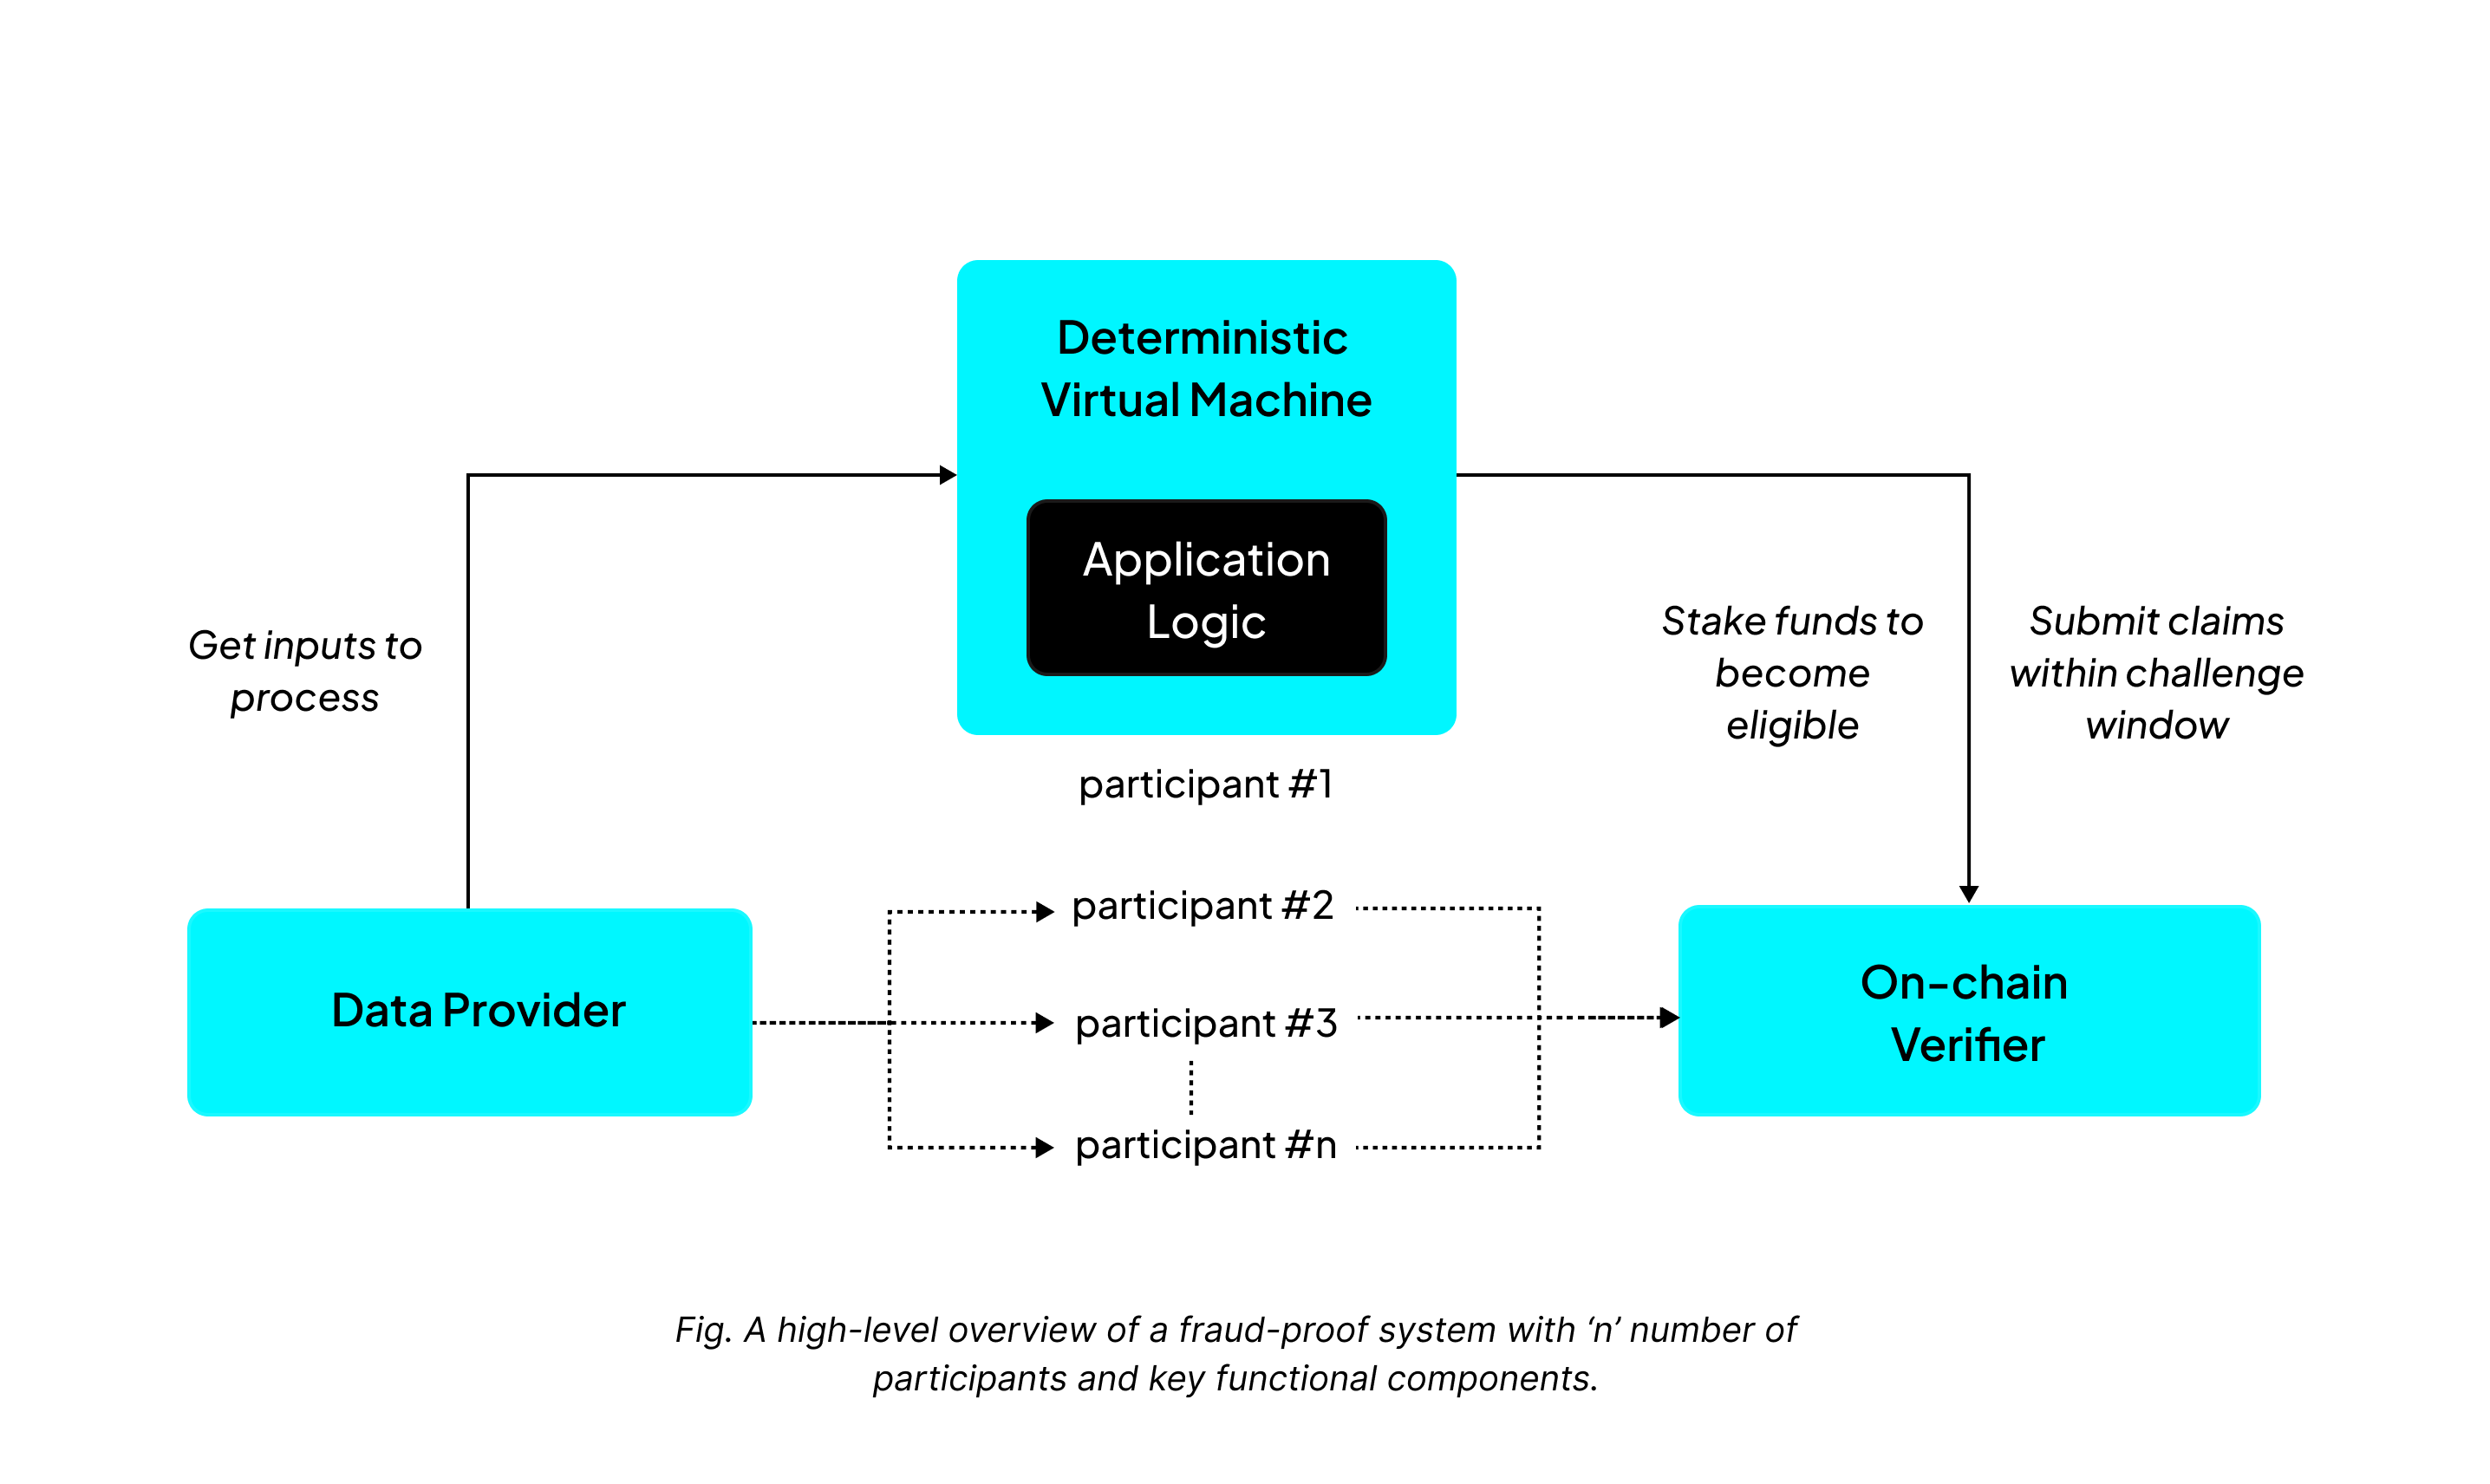 Deterministic
Virtual Machine
Application
Logic
participant #1
Get inputs to
process
Stake funds to
become
eligible
Submit claims
within challenge
window
Data Provider
participant #2
participant #3
participant #n
On-chain
Verifier
Fig. A high-level overview of a fraud-proof system with ‘n’ number of
participants and key functional components.